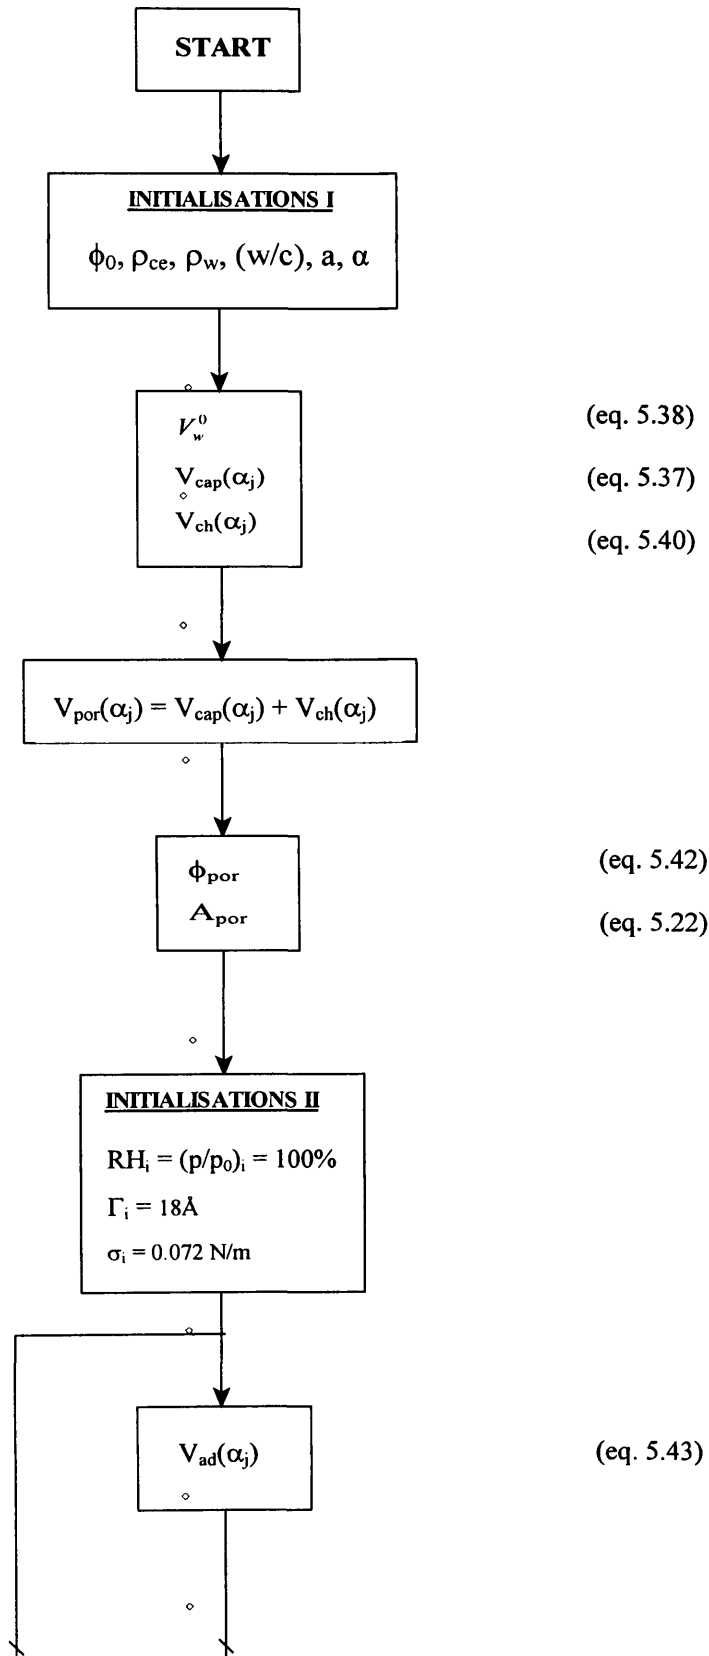 START
INITIALISATIONS I
ϕ₀, ρce, ρw, (w/c), a, α
V⁰w (eq. 5.38)
Vcap(αj) (eq. 5.37)
Vch(αj) (eq. 5.40)
Vpor(αj) = Vcap(αj) + Vch(αj)
ϕpor (eq. 5.42)
Apor (eq. 5.22)
INITIALISATIONS II
RHi = (p/p₀)i = 100%
Γi = 18Å
σi = 0.072 N/m
Vad(αj) (eq. 5.43)